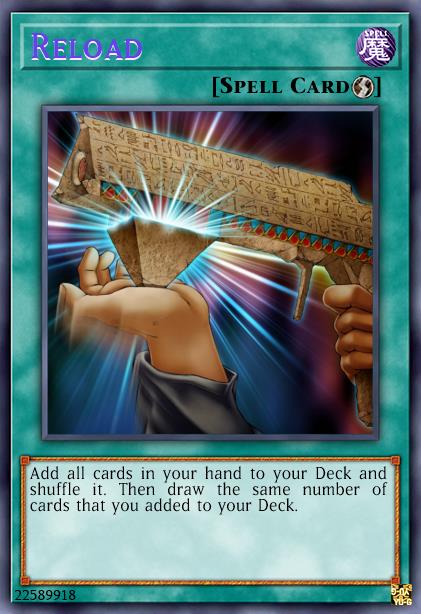 RELOAD
SPELL
魔
[SPELL CARD]
Add all cards in your hand to your Deck and
shuffle it. Then draw the same number of
cards that you added to your Deck.
22589918